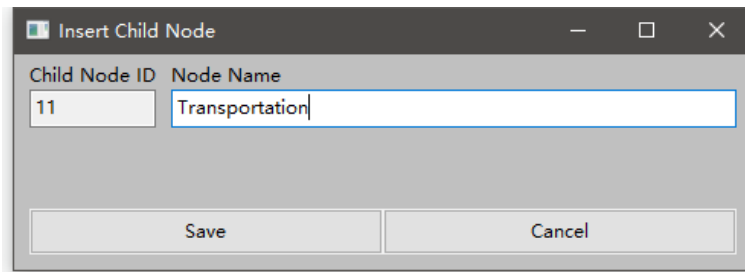 Insert Child Node
Child Node ID Node Name
11 Transportation
Save Cancel